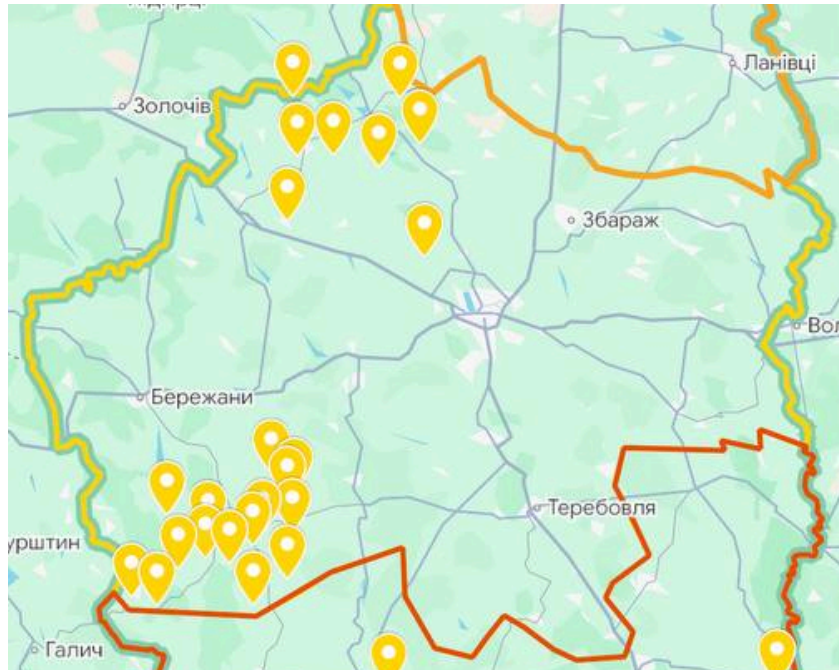 Ланівці
Золочів
Збараж
Бережани
Теребовля
Галич